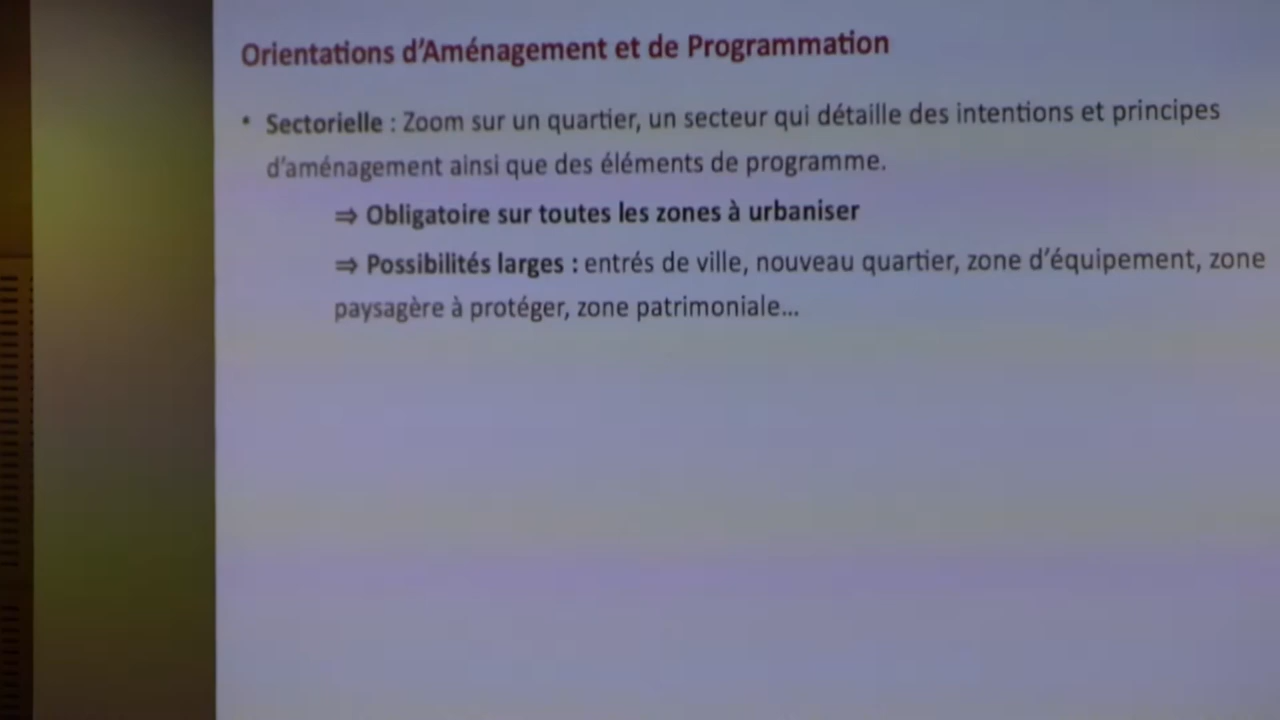 Orientations d'Aménagement et de Programmation
• Sectorielle : Zoom sur un quartier, un secteur qui détaille des intentions et principes
d'aménagement ainsi que des éléments de programme.
⇒ Obligatoire sur toutes les zones à urbaniser
⇒ Possibilités larges : entrés de ville, nouveau quartier, zone d'équipement, zone
paysagère à protéger, zone patrimoniale...